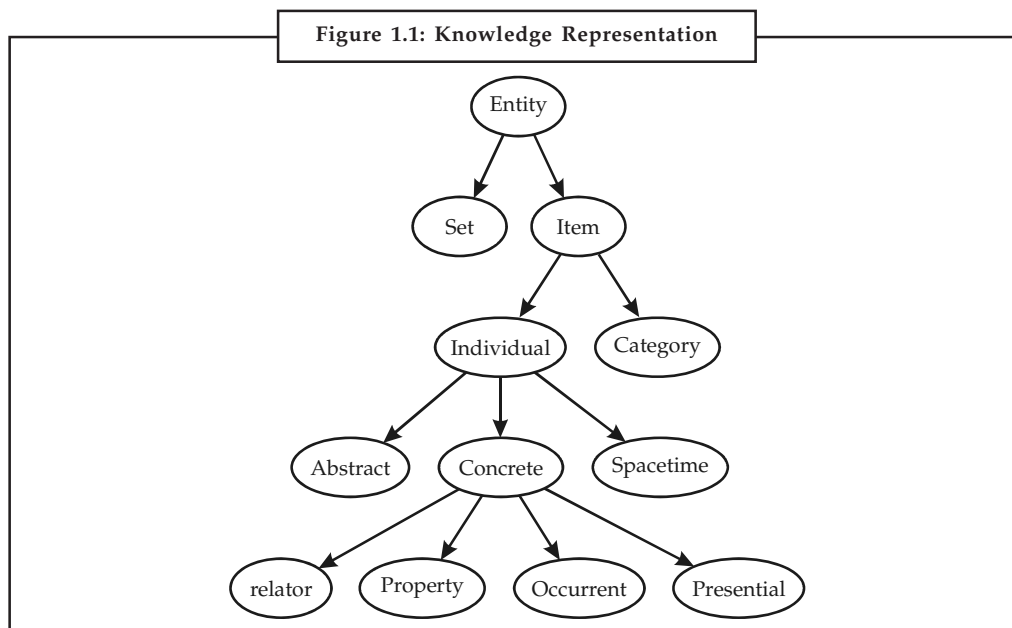 Figure 1.1: Knowledge Representation
Entity
Set
Item
Individual
Category
Abstract
Concrete
Spacetime
relator
Property
Occurrent
Presential